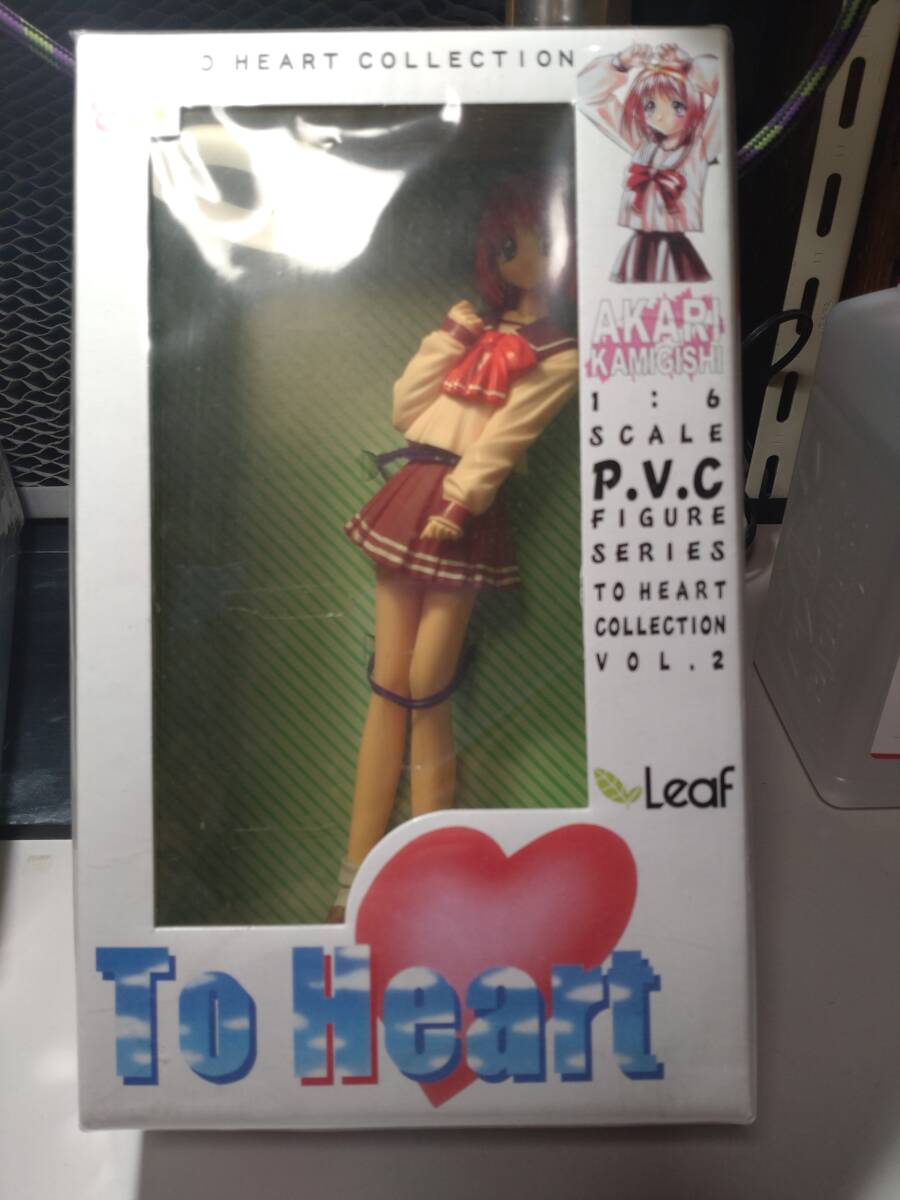 O HEART COLLECTION
AKARI
KAMIGISHI
1 : 6
SCALE
P.V.C
FIGURE
SERIES
TO HEART
COLLECTION
VOL.2
Leaf
To Heart